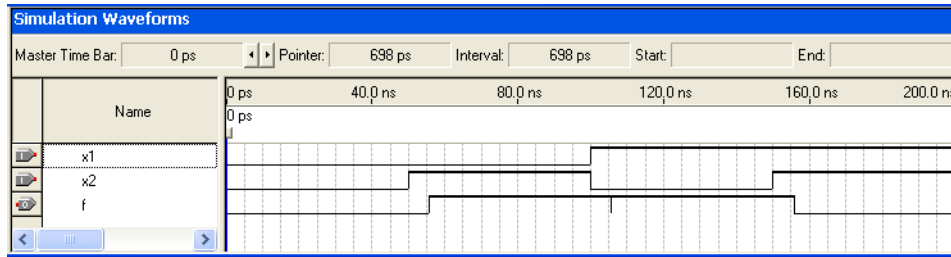 Simulation Waveforms
Master Time Bar: 0 ps Pointer: 698 ps Interval: 698 ps Start: End:
Name
0 ps 40.0 ns 80.0 ns 120.0 ns 160.0 ns 200.0 n
0 ps
x1
x2
f